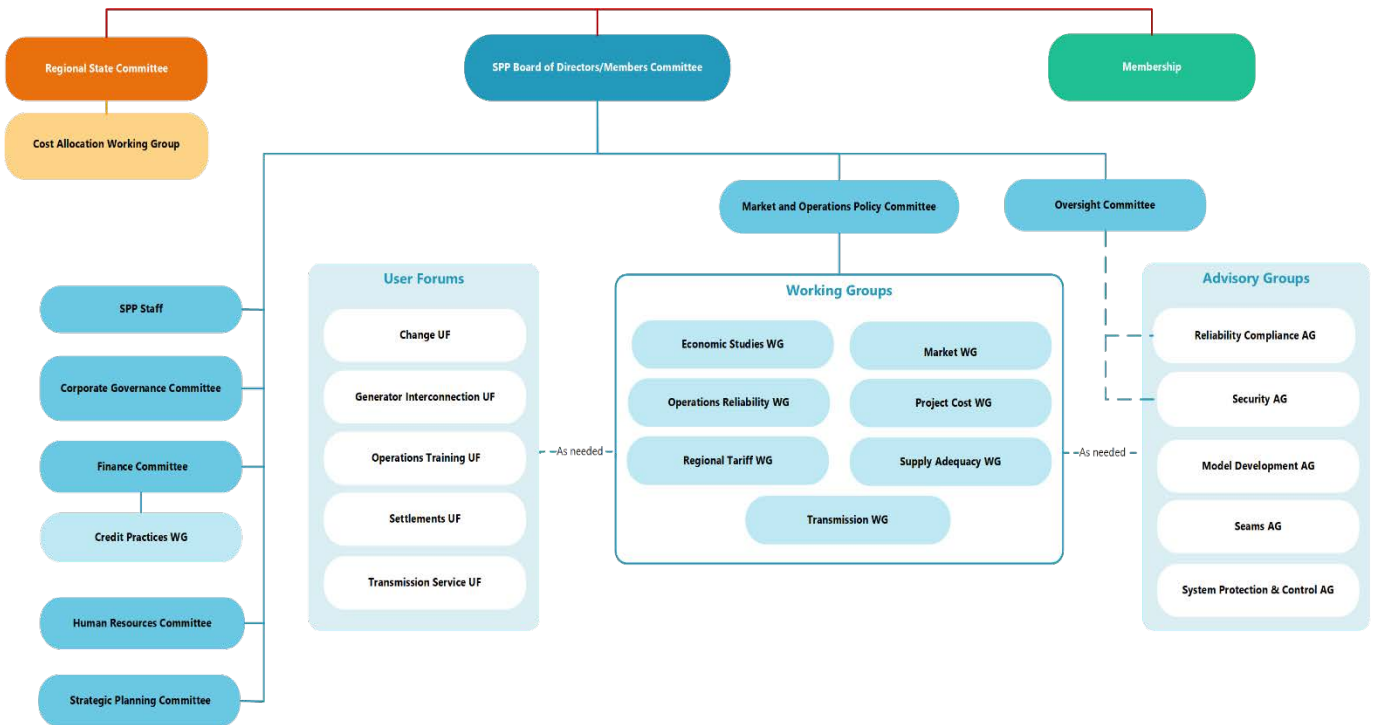 Regional State Committee
SPP Board of Directors/Members Committee
Membership
Cost Allocation Working Group
Market and Operations Policy Committee
Oversight Committee
SPP Staff
Corporate Governance Committee
Finance Committee
Credit Practices WG
Human Resources Committee
Strategic Planning Committee
User Forums
Change UF
Generator Interconnection UF
Operations Training UF
Settlements UF
Transmission Service UF
As needed
Working Groups
Economic Studies WG
Market WG
Operations Reliability WG
Project Cost WG
Regional Tariff WG
Supply Adequacy WG
Transmission WG
As needed
Advisory Groups
Reliability Compliance AG
Security AG
Model Development AG
Seams AG
System Protection & Control AG